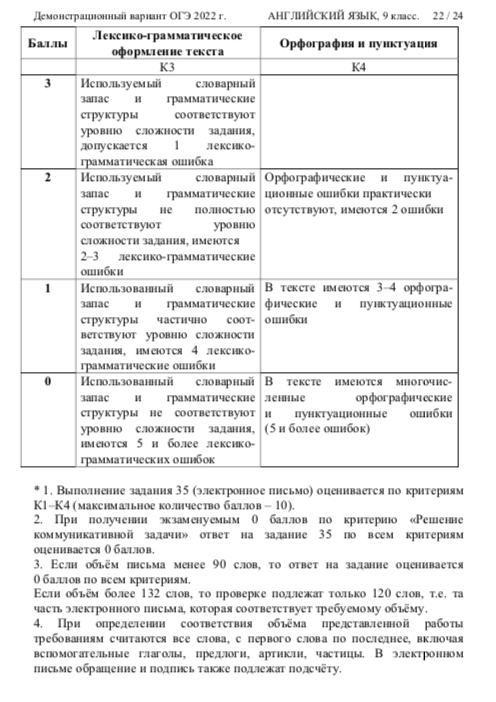 Демонстрационный вариант ОГЭ 2022 г. АНГЛИЙСКИЙ ЯЗЫК, 9 класс. 22 / 24
Баллы
Лексико-грамматическое
оформление текста
Орфография и пунктуация
К3
К4
3
Используемый словарный
запас и грамматические
структуры соответствуют
уровню сложности задания,
допускается 1 лексико-
грамматическая ошибка
2
Используемый словарный
запас и грамматические
структуры не полностью
соответствуют уровню
сложности задания, имеются
2–3 лексико-грамматические
ошибки
Орфографические и пунктуа-
ционные ошибки практически
отсутствуют, имеются 2 ошибки
1
Использованный словарный
запас и грамматические
структуры частично соот-
ветствуют уровню сложности
задания, имеются 4 лексико-
грамматические ошибки
В тексте имеются 3–4 орфогра-
фические и пунктуационные
ошибки
0
Использованный словарный
запас и грамматические
структуры не соответствуют
уровню сложности задания,
имеются 5 и более лексико-
грамматических ошибок
В тексте имеются многочис-
ленные орфографические
и пунктуационные ошибки
(5 и более ошибок)
* 1. Выполнение задания 35 (электронное письмо) оценивается по критериям
К1–К4 (максимальное количество баллов – 10).
2. При получении экзаменуемым 0 баллов по критерию «Решение
коммуникативной задачи» ответ на задание 35 по всем критериям
оценивается 0 баллов.
3. Если объём письма менее 90 слов, то ответ на задание оценивается
0 баллов по всем критериям.
Если объём более 132 слов, то проверке подлежат только 120 слов, т.е. та
часть электронного письма, которая соответствует требуемому объёму.
4. При определении соответствия объёма представленной работы
требованиям считаются все слова, с первого слова по последнее, включая
вспомогательные глаголы, предлоги, артикли, частицы. В электронном
письме обращение и подпись также подлежат подсчёту.